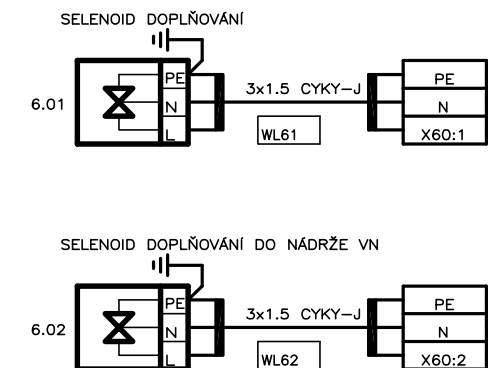 SELENOID DOPLŇOVÁNÍ
PE
PE
3x1.5 CYKY-J
6.01
N
N
L
WL61
X60:1
SELENOID DOPLŇOVÁNÍ DO NÁDRŽE VN
PE
PE
3x1.5 CYKY-J
6.02
N
N
L
WL62
X60:2